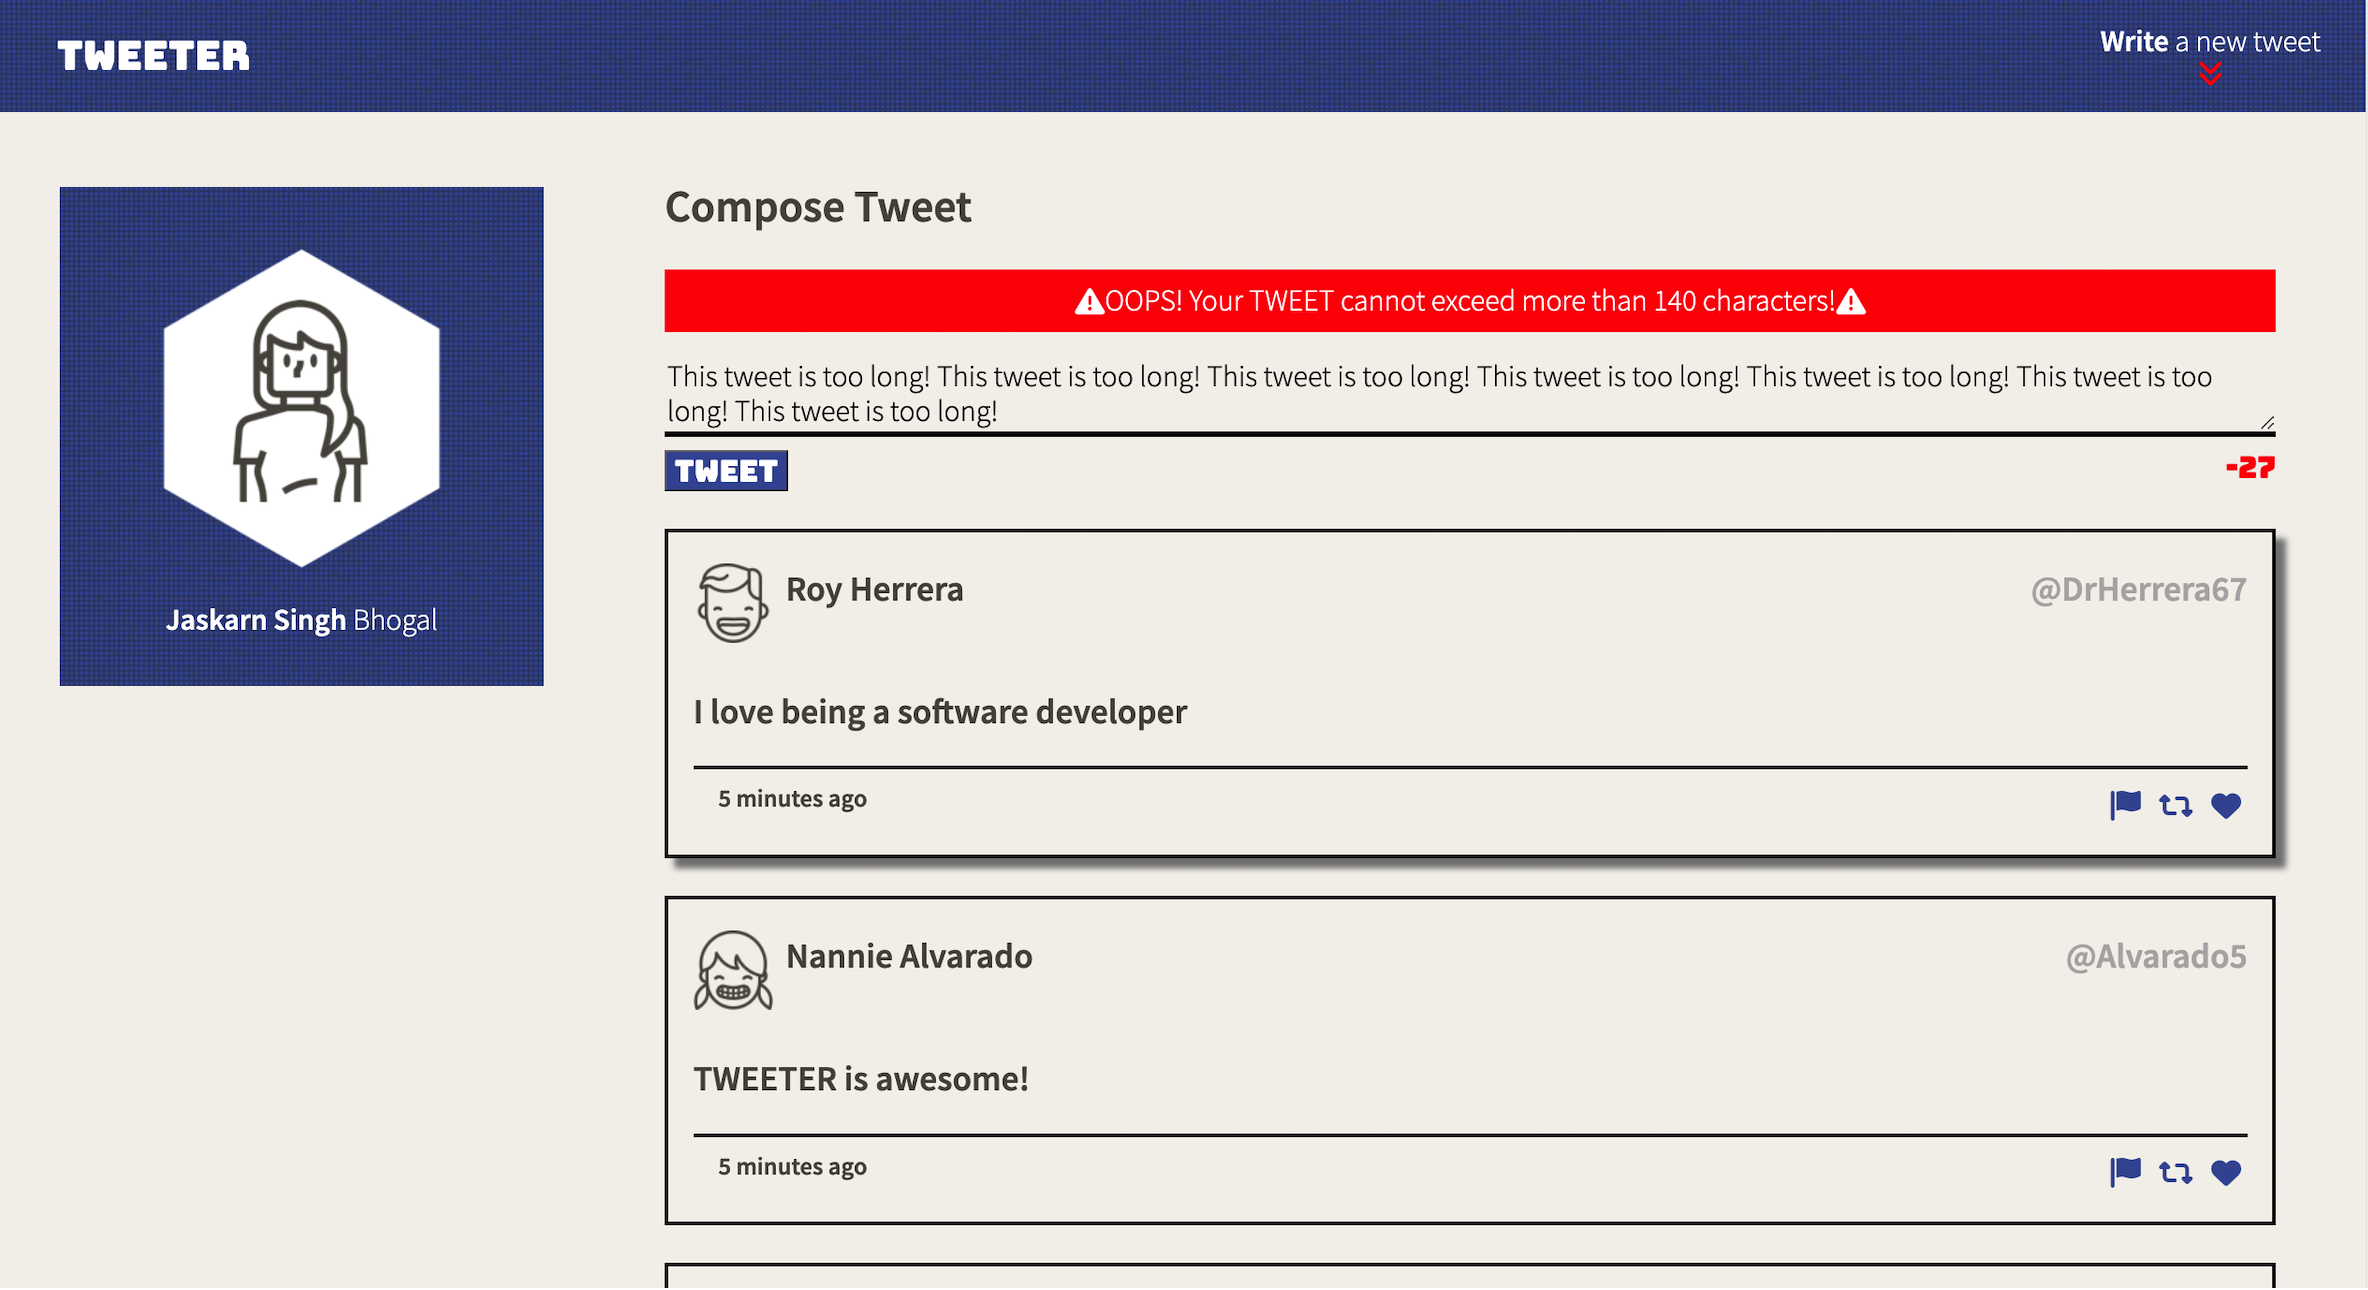 TWEETER
Write a new tweet
Jaskarn Singh Bhogal
Compose Tweet
OOPS! Your TWEET cannot exceed more than 140 characters!
This tweet is too long! This tweet is too long! This tweet is too long! This tweet is too long! This tweet is too long! This tweet is too
long! This tweet is too long!
TWEET
-27
Roy Herrera
@DrHerrera67
I love being a software developer
5 minutes ago
Nannie Alvarado
@Alvarado5
TWEETER is awesome!
5 minutes ago